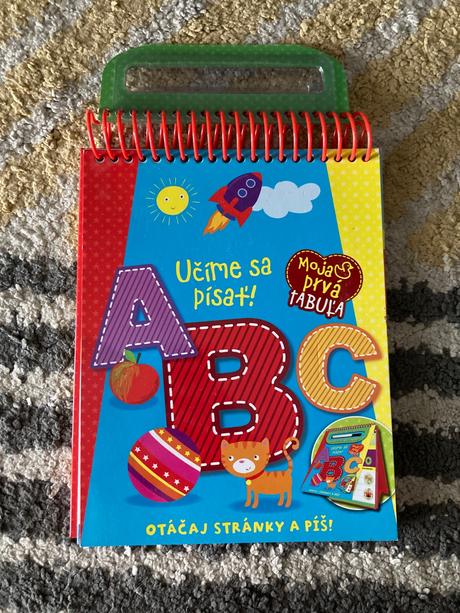 Učíme sa
písať!
Moja
prvá
TABUĽA
ABC
OTÁČAJ STRÁNKY A PÍŠ!